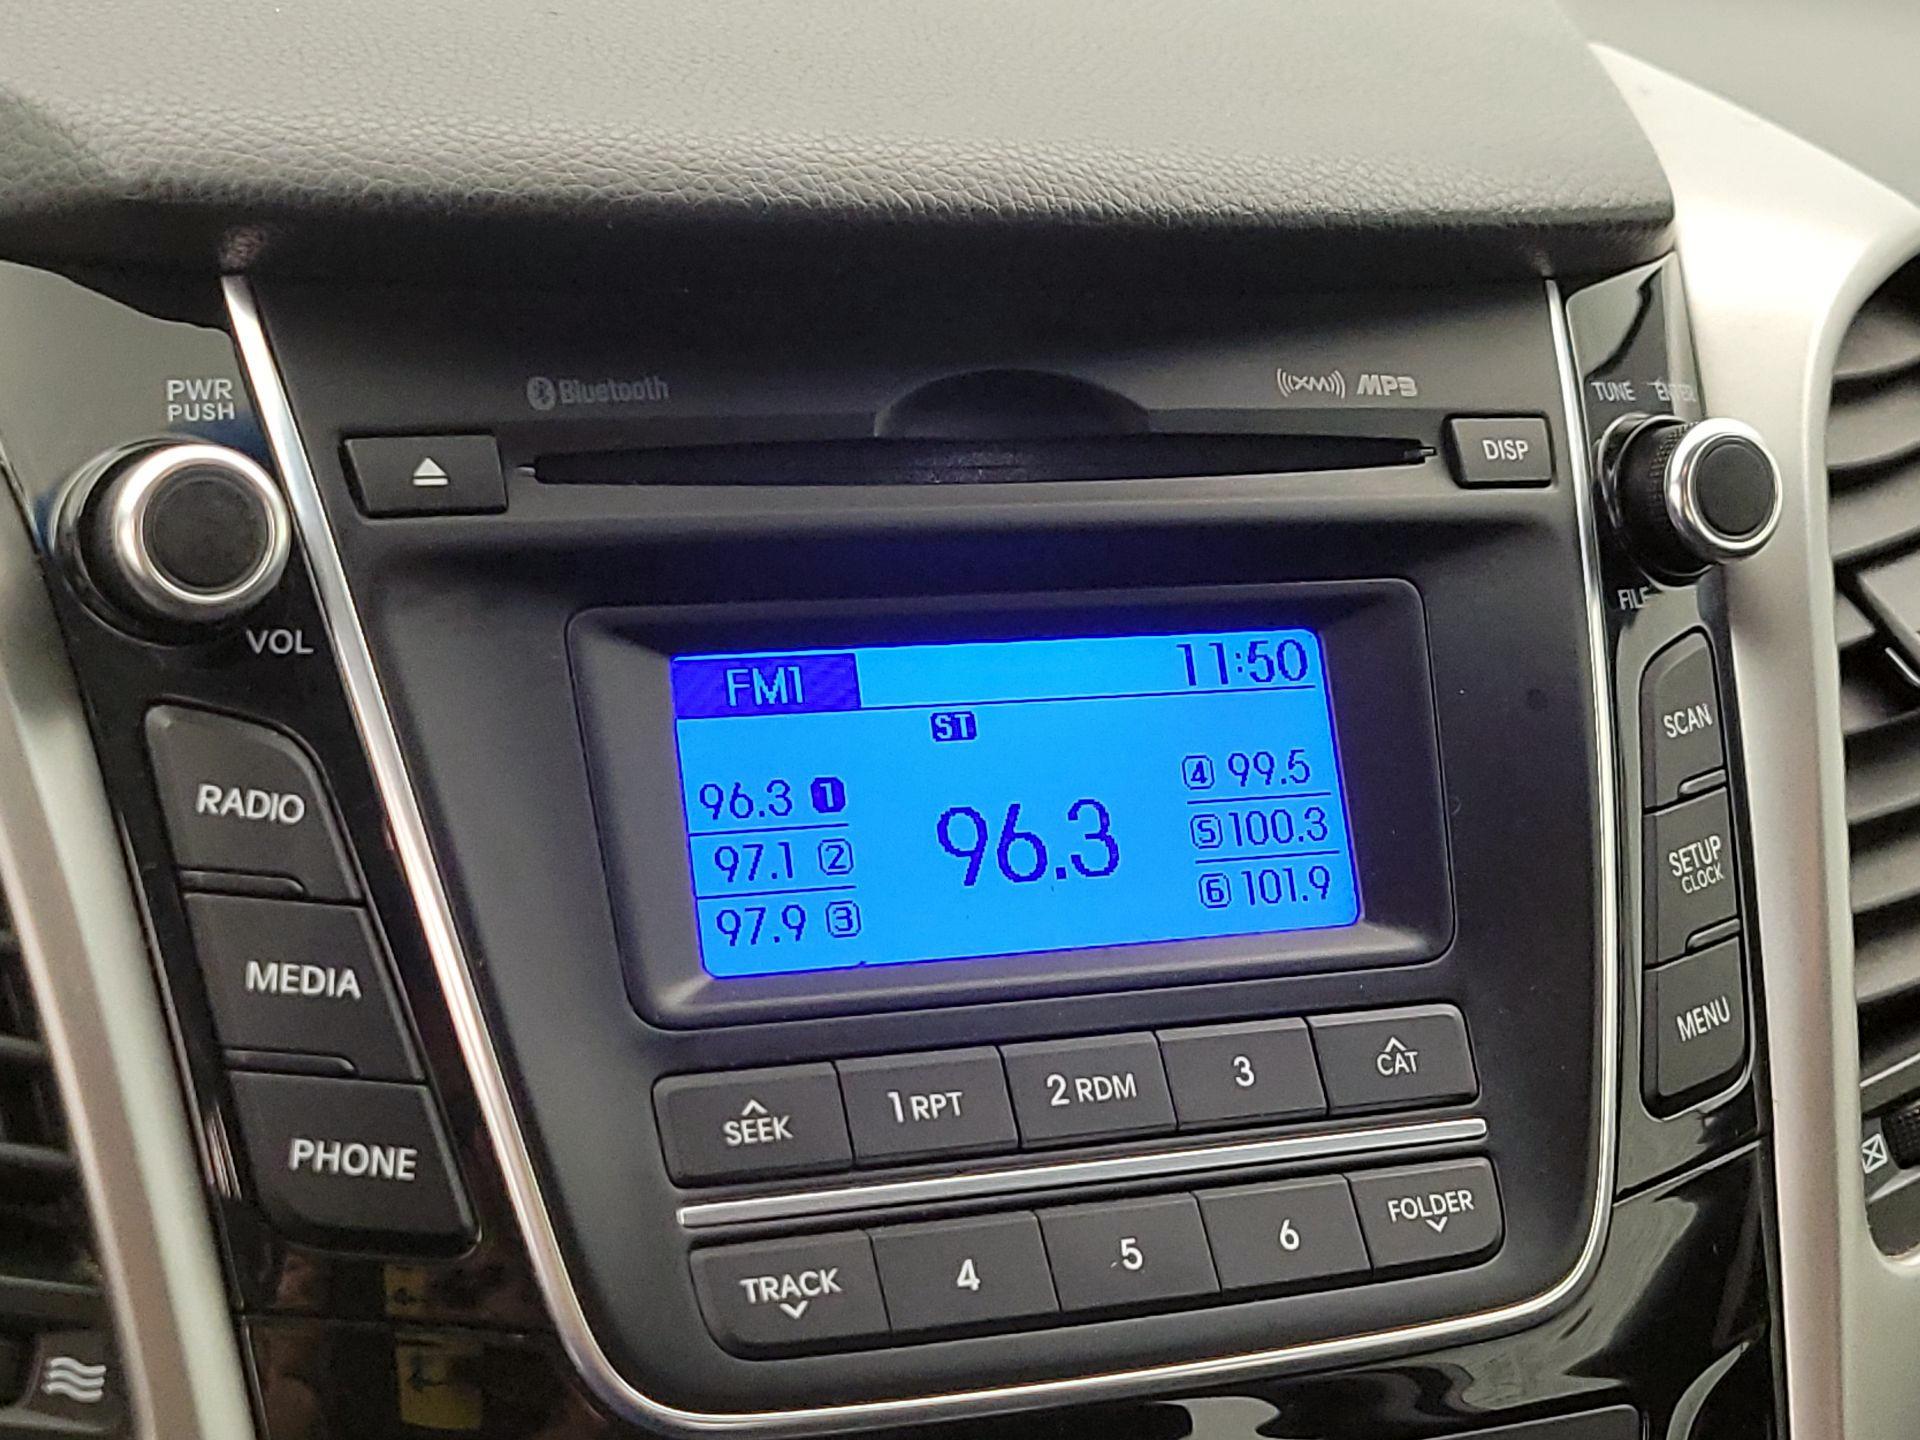 PWR
PUSH
Bluetooth
((XM)) MP3
TUNE ENTER
DISP
VOL
FILE
FM1
11:50
ST
96.3 1
97.1 2
97.9 3
96.3
4 99.5
5 100.3
6 101.9
RADIO
MEDIA
PHONE
SCAN
SETUP
CLOCK
MENU
SEEK
1 RPT
2 RDM
3
CAT
TRACK
4
5
6
FOLDER